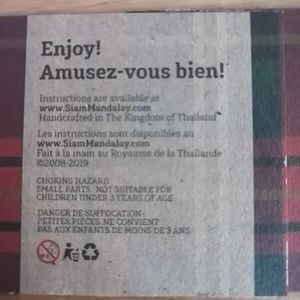 Enjoy!
Amusez-vous bien!
Instructions are available at
www.SiamMandalay.com
Handcrafted in The Kingdom of Thailand
Les instructions sont disponibles au
www.SiamMandalay.com
Fait à la main au Royaume de la Thaïlande
©2008-2019
CHOKING HAZARD
SMALL PARTS. NOT SUITABLE FOR
CHILDREN UNDER 3 YEARS OF AGE
DANGER DE SUFFOCATION:
PETITES PIÈCES, NE CONVIENT
PAS AUX ENFANTS DE MOINS DE 3 ANS